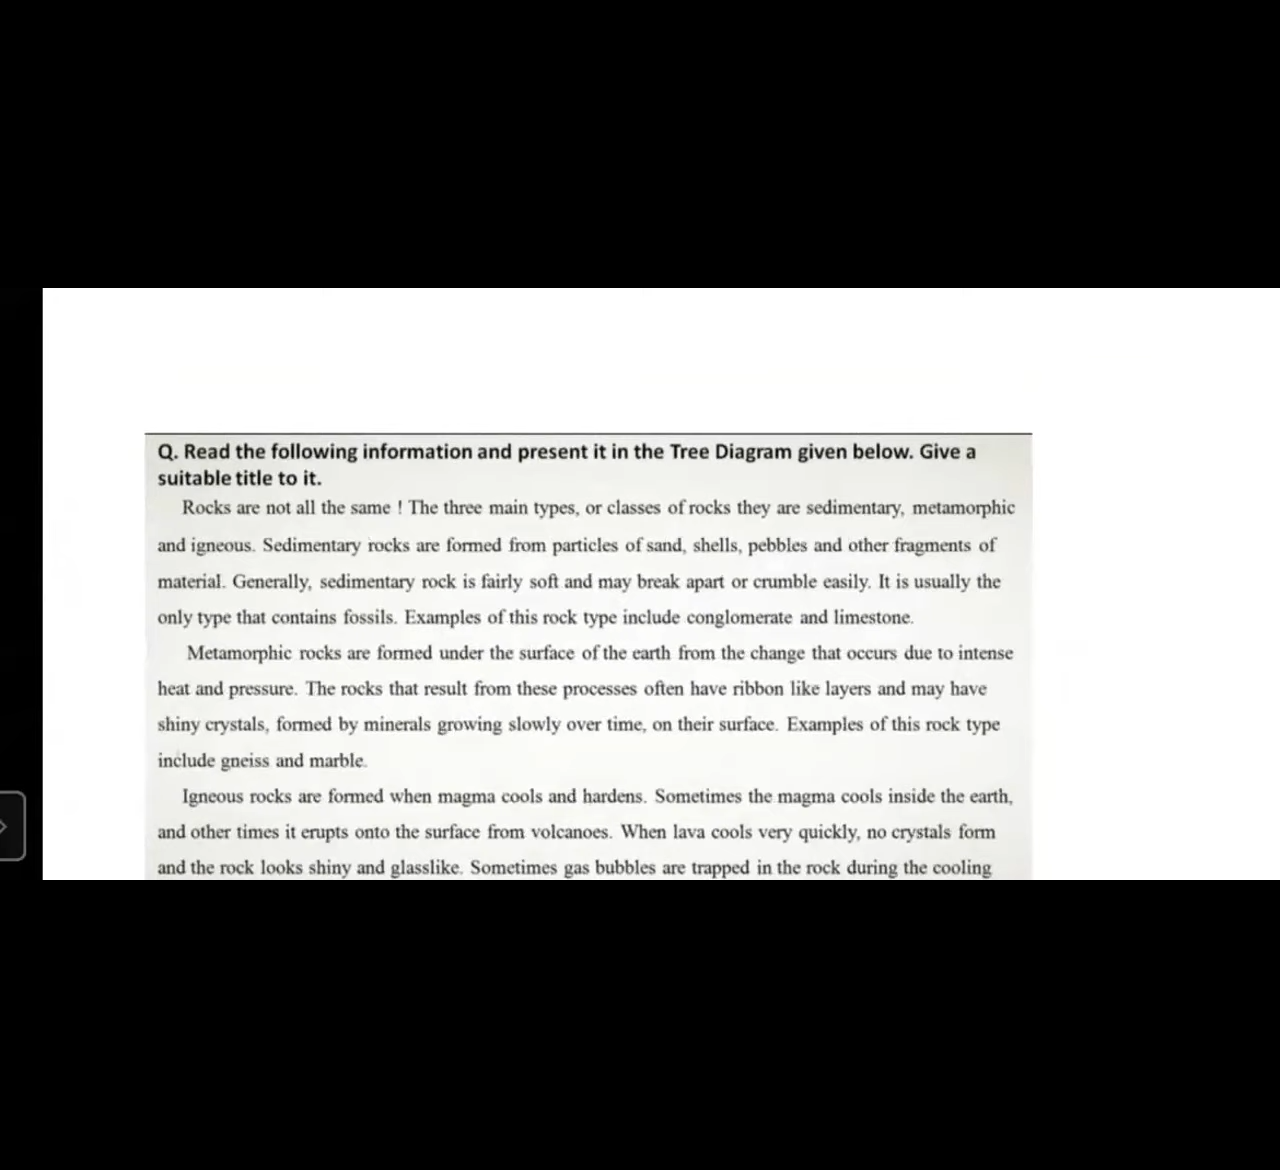 Q. Read the following information and present it in the Tree Diagram given below. Give a
suitable title to it.
Rocks are not all the same ! The three main types, or classes of rocks they are sedimentary, metamorphic
and igneous. Sedimentary rocks are formed from particles of sand, shells, pebbles and other fragments of
material. Generally, sedimentary rock is fairly soft and may break apart or crumble easily. It is usually the
only type that contains fossils. Examples of this rock type include conglomerate and limestone.
Metamorphic rocks are formed under the surface of the earth from the change that occurs due to intense
heat and pressure. The rocks that result from these processes often have ribbon like layers and may have
shiny crystals, formed by minerals growing slowly over time, on their surface. Examples of this rock type
include gneiss and marble.
Igneous rocks are formed when magma cools and hardens. Sometimes the magma cools inside the earth,
and other times it erupts onto the surface from volcanoes. When lava cools very quickly, no crystals form
and the rock looks shiny and glasslike. Sometimes gas bubbles are trapped in the rock during the cooling